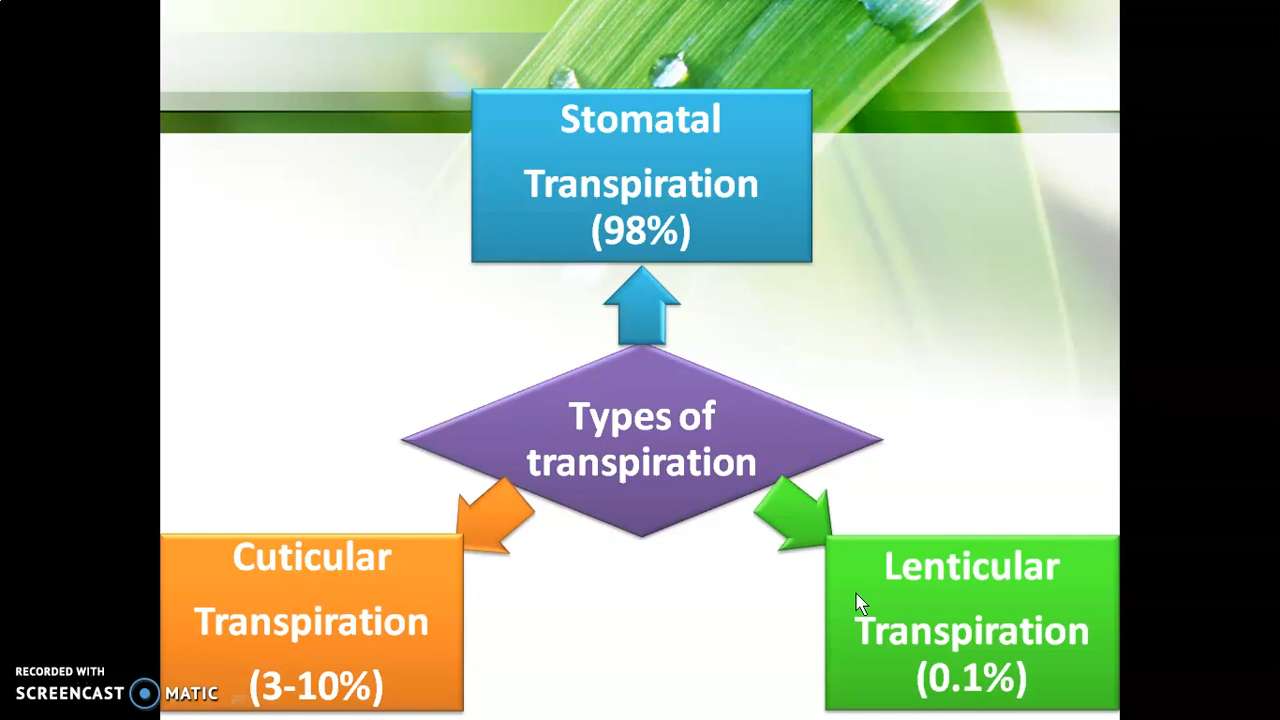 Stomatal
Transpiration
(98%)
Types of
transpiration
Cuticular
Transpiration
(3-10%)
Lenticular
Transpiration
(0.1%)
RECORDED WITH
SCREENCAST MATIC